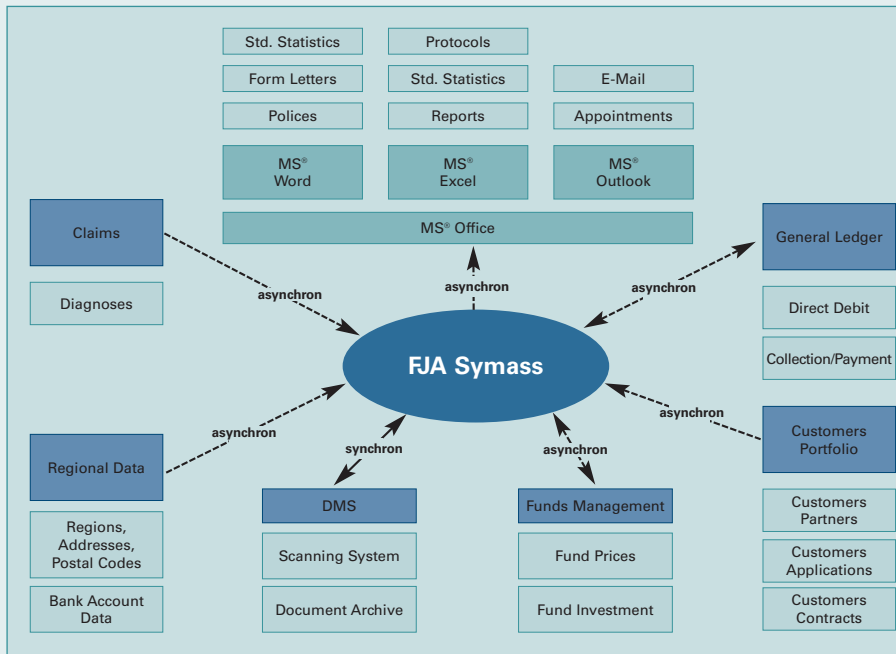 Std. Statistics
Protocols
Form Letters
Std. Statistics
E-Mail
Polices
Reports
Appointments
MS®
Word
MS®
Excel
MS®
Outlook
MS® Office
Claims
Diagnoses
General Ledger
Direct Debit
Collection/Payment
asynchron
asynchron
asynchron
FJA Symass
asynchron
synchron
asynchron
asynchron
Regional Data
Regions,
Addresses,
Postal Codes
Bank Account
Data
DMS
Scanning System
Document Archive
Funds Management
Fund Prices
Fund Investment
Customers
Portfolio
Customers
Partners
Customers
Applications
Customers
Contracts